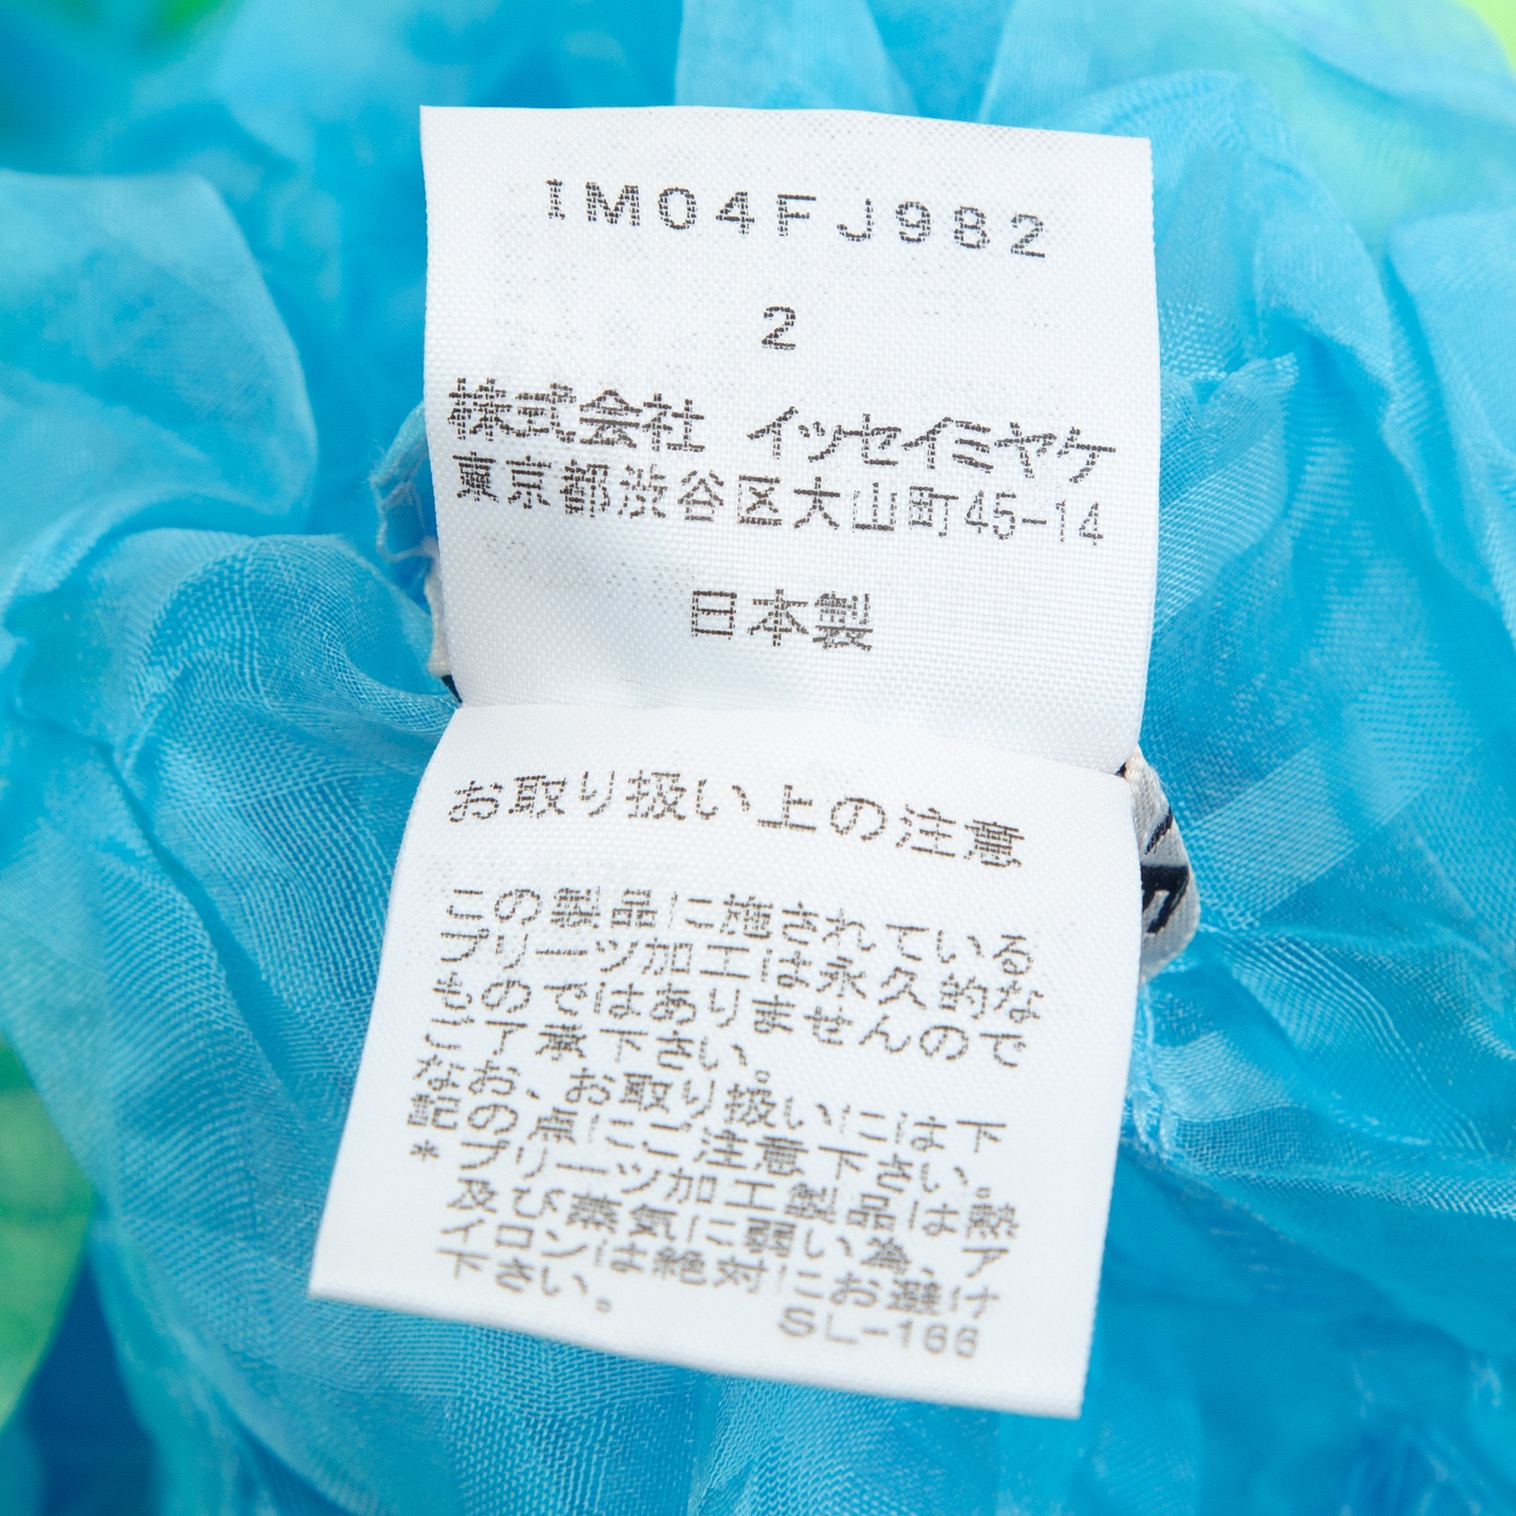 IM04FJ982
2
株式会社 イッセイミヤケ
東京都渋谷区大山町45-14
日本製
お取り扱い上の注意
この製品に施されている
プリーツ加工は永久的な
ものではありませんので
ご了承下さい。
なお、お取り扱いには下
記の点にご注意下さい。
* プリーツ加工製品は熱
及び蒸気に弱い為、ア
イロンは絶対にお避け
下さい。
SL-166